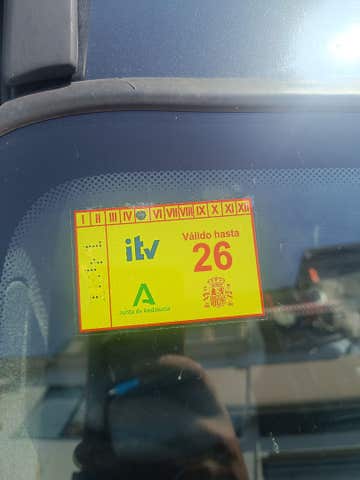 I II III IV VI VII VIII IX X XI XII
itv
Válido hasta
26
Junta de Andalucía